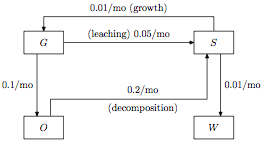 0.01/mo (growth)
G
(leaching) 0.05/mo
S
0.1/mo
0.2/mo
0.01/mo
(decomposition)
O
W